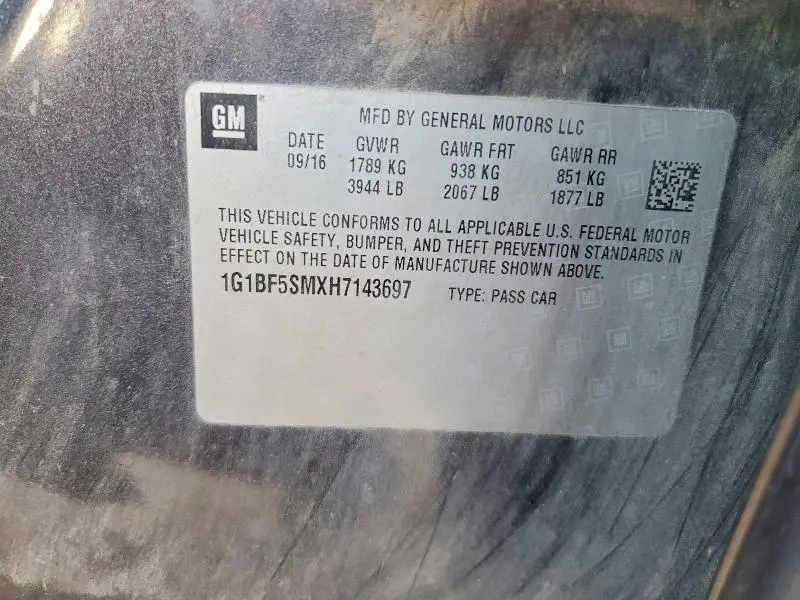 GM
MFD BY GENERAL MOTORS LLC
DATE GVWR GAWR FRT GAWR RR
09/16 1789 KG 938 KG 851 KG
3944 LB 2067 LB 1877 LB
THIS VEHICLE CONFORMS TO ALL APPLICABLE U.S. FEDERAL MOTOR
VEHICLE SAFETY, BUMPER, AND THEFT PREVENTION STANDARDS IN
EFFECT ON THE DATE OF MANUFACTURE SHOWN ABOVE.
1G1BF5SMXH7143697 TYPE: PASS CAR